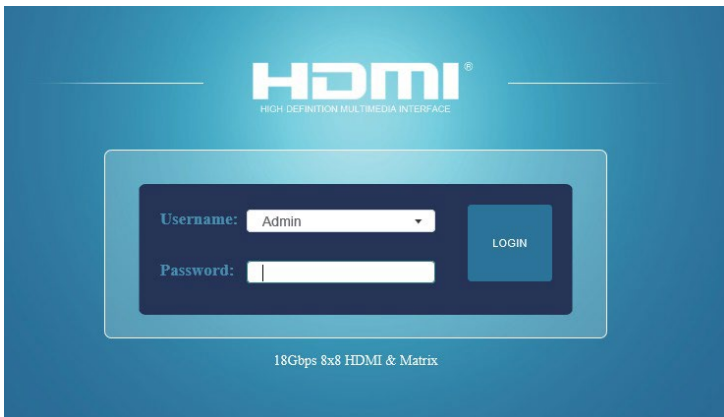 HDMI®
HIGH DEFINITION MULTIMEDIA INTERFACE
Username: Admin
LOGIN
Password:
18Gbps 8x8 HDMI & Matrix